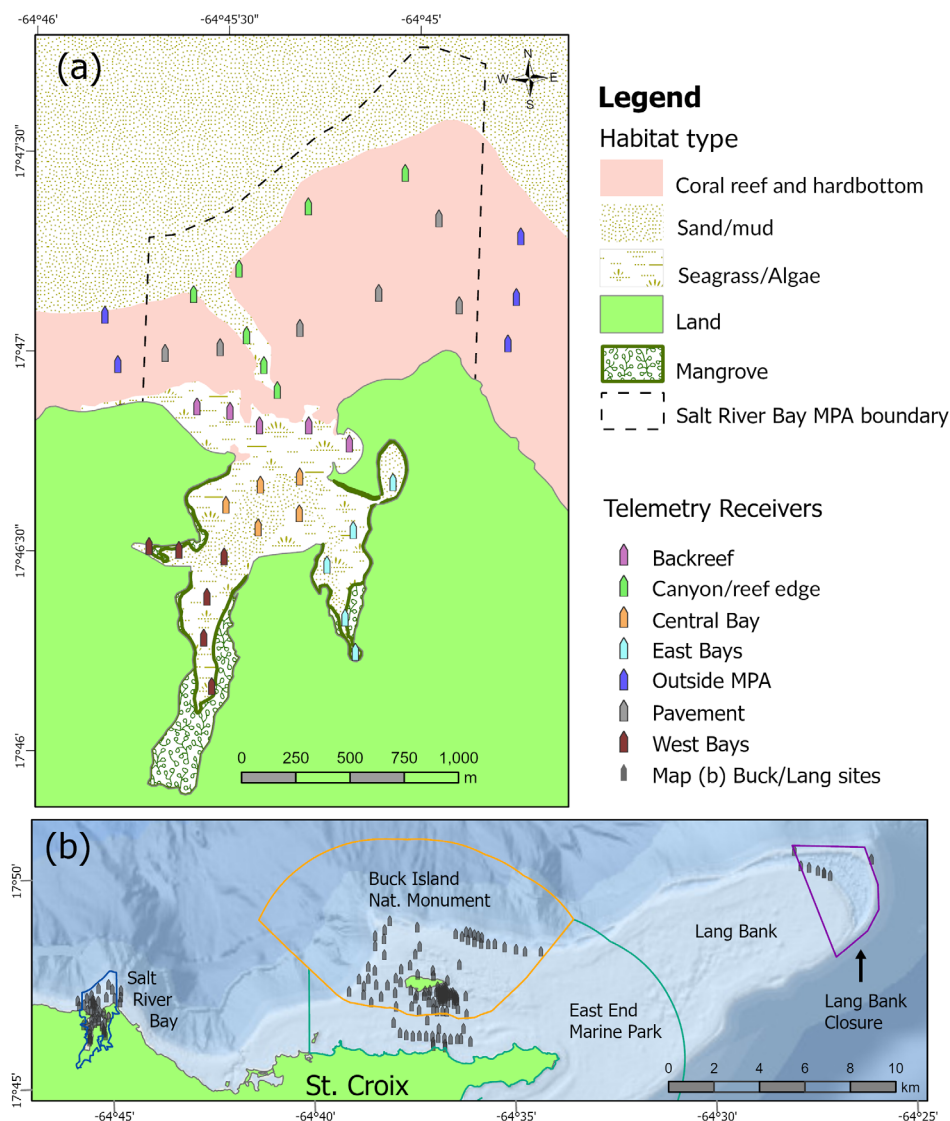 -64°46'
-64°45'30"
-64°45'
(a)
N
W
E
S
17°47'30"
17°47'
17°46'30"
17°46'
0
250
500
750
1,000
m
Legend
Habitat type
Coral reef and hardbottom
Sand/mud
Seagrass/Algae
Land
Mangrove
Salt River Bay MPA boundary
Telemetry Receivers
Backreef
Canyon/reef edge
Central Bay
East Bays
Outside MPA
Pavement
West Bays
Map (b) Buck/Lang sites
(b)
17°50'
17°45'
Buck Island
Nat. Monument
Lang Bank
Salt
River
Bay
East End
Marine Park
Lang Bank
Closure
St. Croix
0
2
4
6
8
10
km
-64°45'
-64°40'
-64°35'
-64°30'
-64°25'